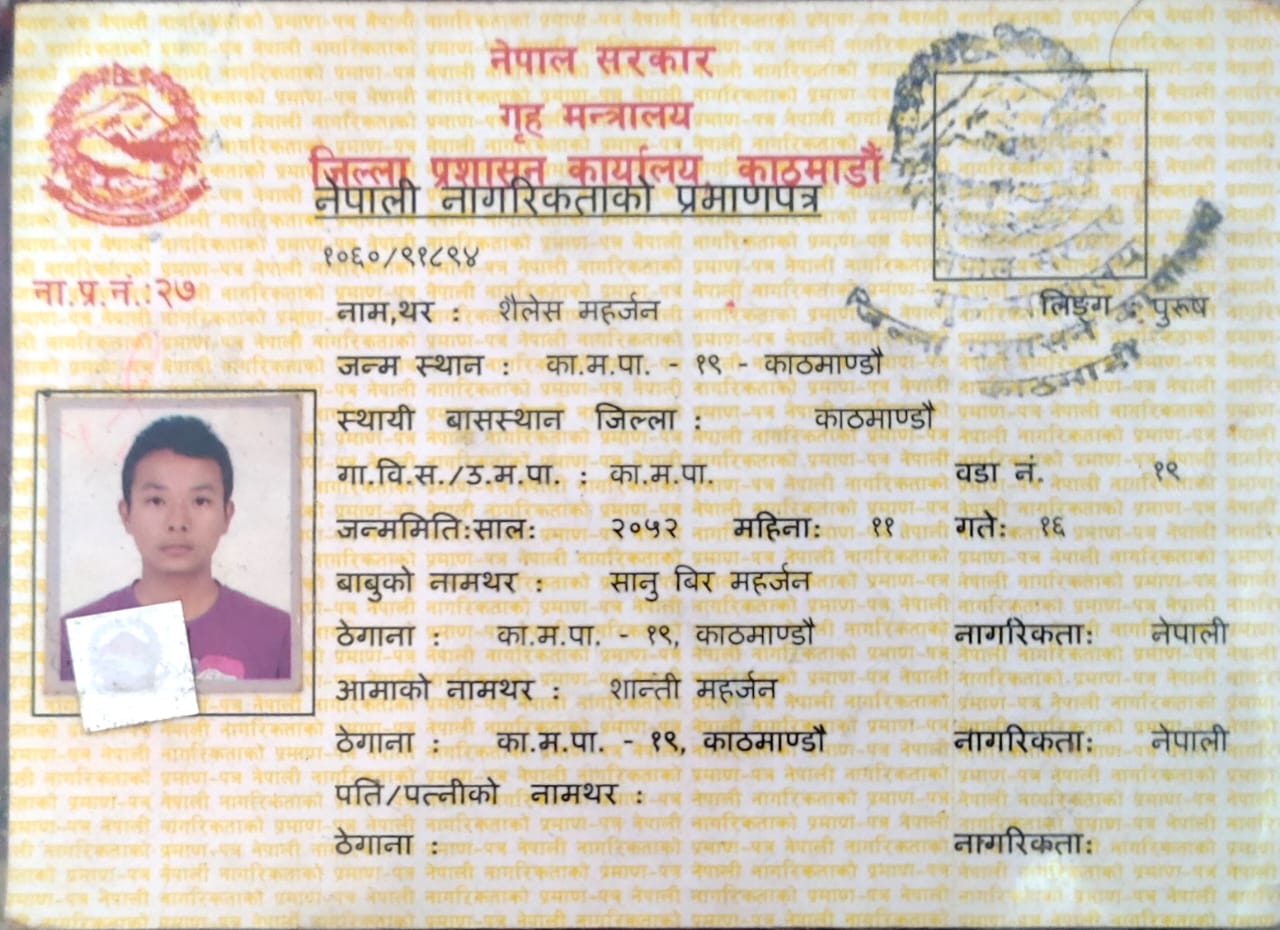 नेपाल सरकार
गृह मन्त्रालय
जिल्ला प्रशासन कार्यालय, काठमाडौं
नेपाली नागरिकताको प्रमाणपत्र
१०६०/९१८९४
ना.प्र.नं.:२७
नाम,थर : शैलेस महर्जन लिङ्ग : पुरूष
जन्म स्थान : का.म.पा. - १९ - काठमाण्डौ
स्थायी बासस्थान जिल्ला : काठमाण्डौ
गा.वि.स./उ.म.पा. : का.म.पा. वडा नं. १९
जन्ममिति:साल: २०५२ महिना: ११ गते: १६
बाबुको नामथर : सानु बिर महर्जन
ठेगाना : का.म.पा. - १९, काठमाण्डौ नागरिकता: नेपाली
आमाको नामथर : शान्ती महर्जन
ठेगाना : का.म.पा. - १९, काठमाण्डौ नागरिकता: नेपाली
पति/पत्नीको नामथर :
ठेगाना : नागरिकता: